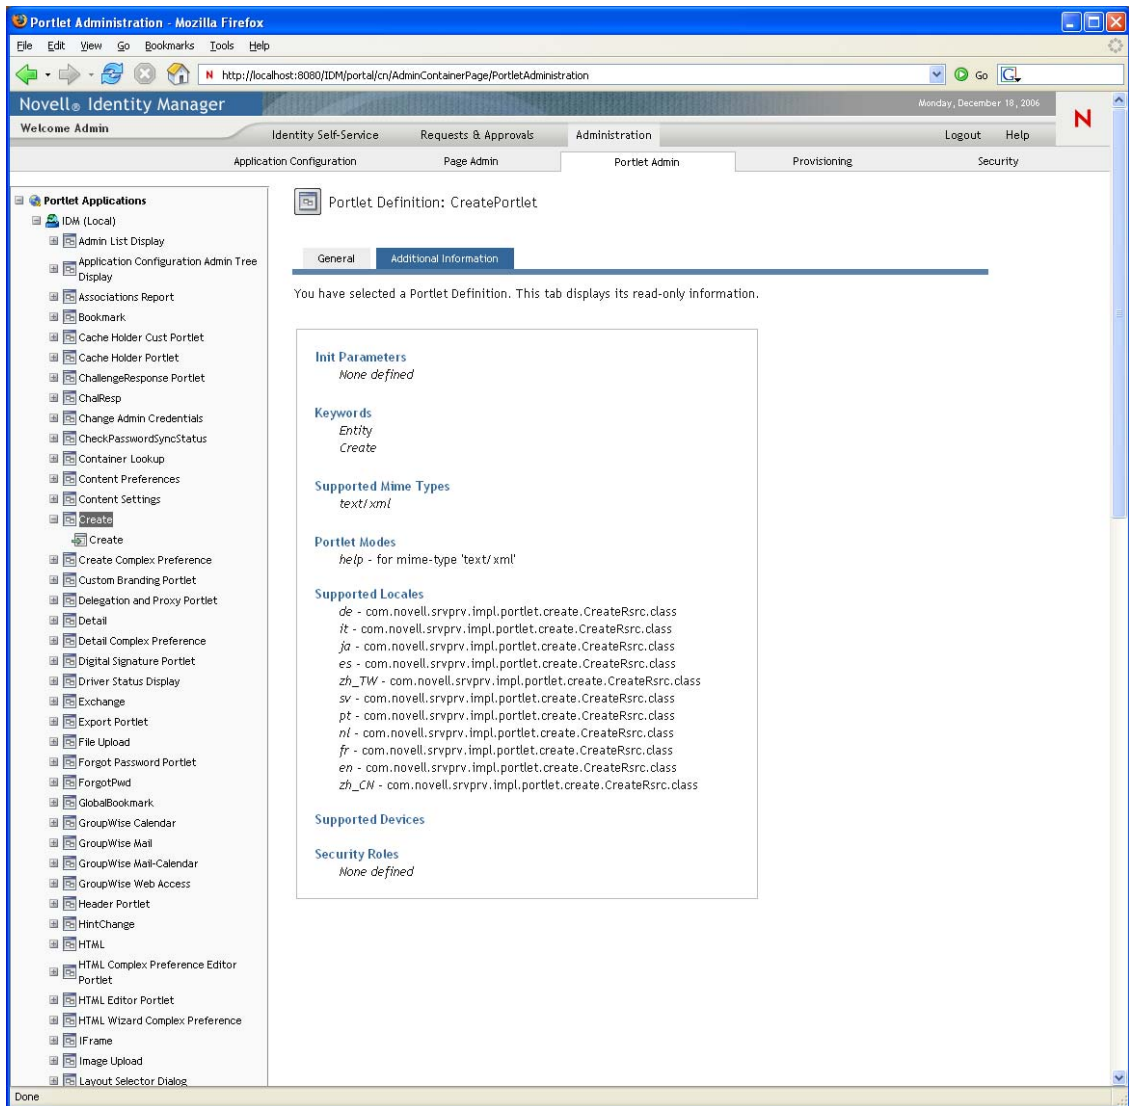 Portlet Administration - Mozilla Firefox
File Edit View Go Bookmarks Tools Help
N http://localhost:8080/IDM/portal/cn/AdminContainerPage/PortletAdministration Go G
Novell® Identity Manager Monday, December 18, 2006
N
Welcome Admin Identity Self-Service Requests & Approvals Administration Logout Help
Application Configuration Page Admin Portlet Admin Provisioning Security
Portlet Applications
IDM (Local)
Admin List Display
Application Configuration Admin Tree
Display
Associations Report
Bookmark
Cache Holder Cust Portlet
Cache Holder Portlet
ChallengeResponse Portlet
ChalResp
Change Admin Credentials
CheckPasswordSyncStatus
Container Lookup
Content Preferences
Content Settings
Create
Create
Create Complex Preference
Custom Branding Portlet
Delegation and Proxy Portlet
Detail
Detail Complex Preference
Digital Signature Portlet
Driver Status Display
Exchange
Export Portlet
File Upload
Forgot Password Portlet
ForgotPwd
GlobalBookmark
GroupWise Calendar
GroupWise Mail
GroupWise Mail-Calendar
GroupWise Web Access
Header Portlet
HintChange
HTML
HTML Complex Preference Editor
Portlet
HTML Editor Portlet
HTML Wizard Complex Preference
IFrame
Image Upload
Layout Selector Dialog
Portlet Definition: CreatePortlet
General Additional Information
You have selected a Portlet Definition. This tab displays its read-only information.
Init Parameters
None defined
Keywords
Entity
Create
Supported Mime Types
text/xml
Portlet Modes
help - for mime-type 'text/xml'
Supported Locales
de - com.novell.srvprv.impl.portlet.create.CreateRsrc.class
it - com.novell.srvprv.impl.portlet.create.CreateRsrc.class
ja - com.novell.srvprv.impl.portlet.create.CreateRsrc.class
es - com.novell.srvprv.impl.portlet.create.CreateRsrc.class
zh_TW - com.novell.srvprv.impl.portlet.create.CreateRsrc.class
sv - com.novell.srvprv.impl.portlet.create.CreateRsrc.class
pt - com.novell.srvprv.impl.portlet.create.CreateRsrc.class
nl - com.novell.srvprv.impl.portlet.create.CreateRsrc.class
fr - com.novell.srvprv.impl.portlet.create.CreateRsrc.class
en - com.novell.srvprv.impl.portlet.create.CreateRsrc.class
zh_CN - com.novell.srvprv.impl.portlet.create.CreateRsrc.class
Supported Devices
Security Roles
None defined
Done